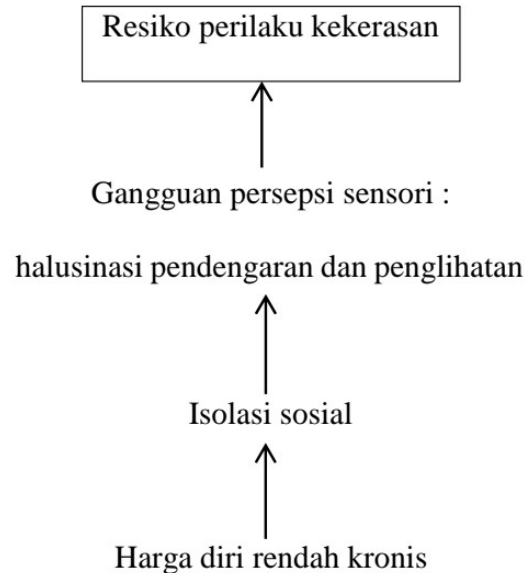 Resiko perilaku kekerasan
Gangguan persepsi sensori :
halusinasi pendengaran dan penglihatan
Isolasi sosial
Harga diri rendah kronis